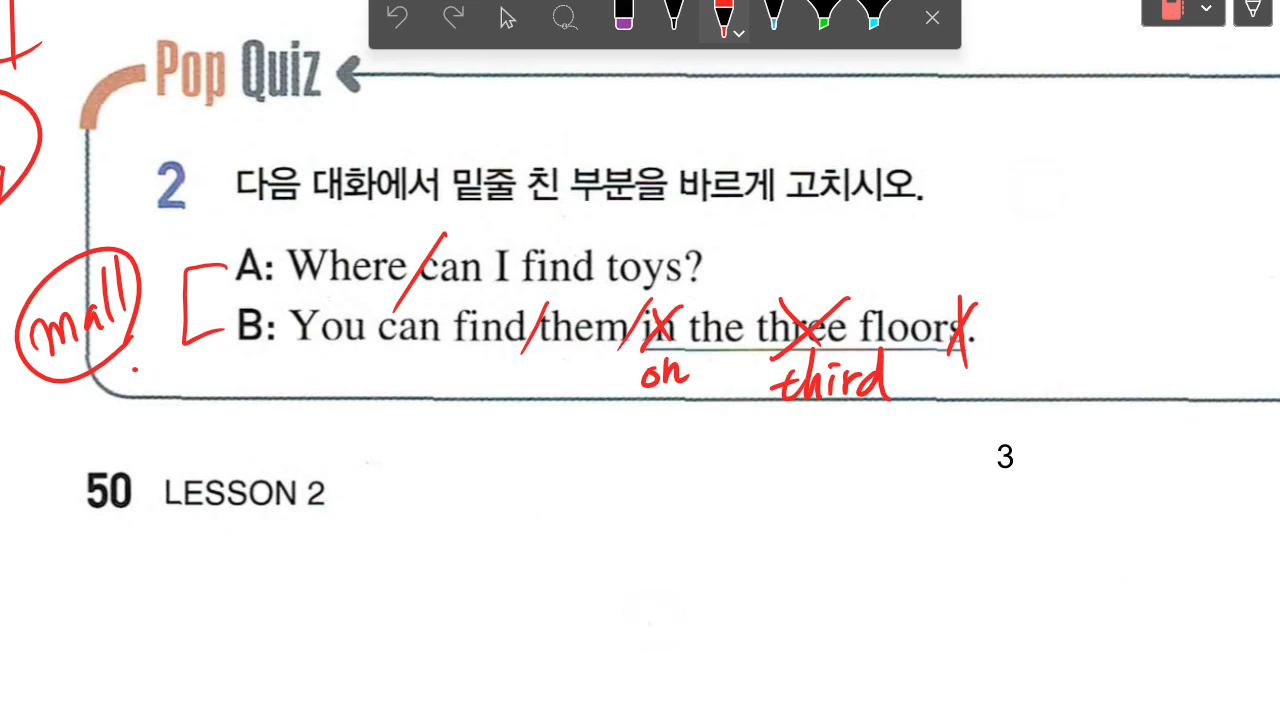 Pop Quiz
2 다음 대화에서 밑줄 친 부분을 바르게 고치시오.
A: Where can I find toys?
mall
B: You can find them in the three floors.
on third
3
50 LESSON 2